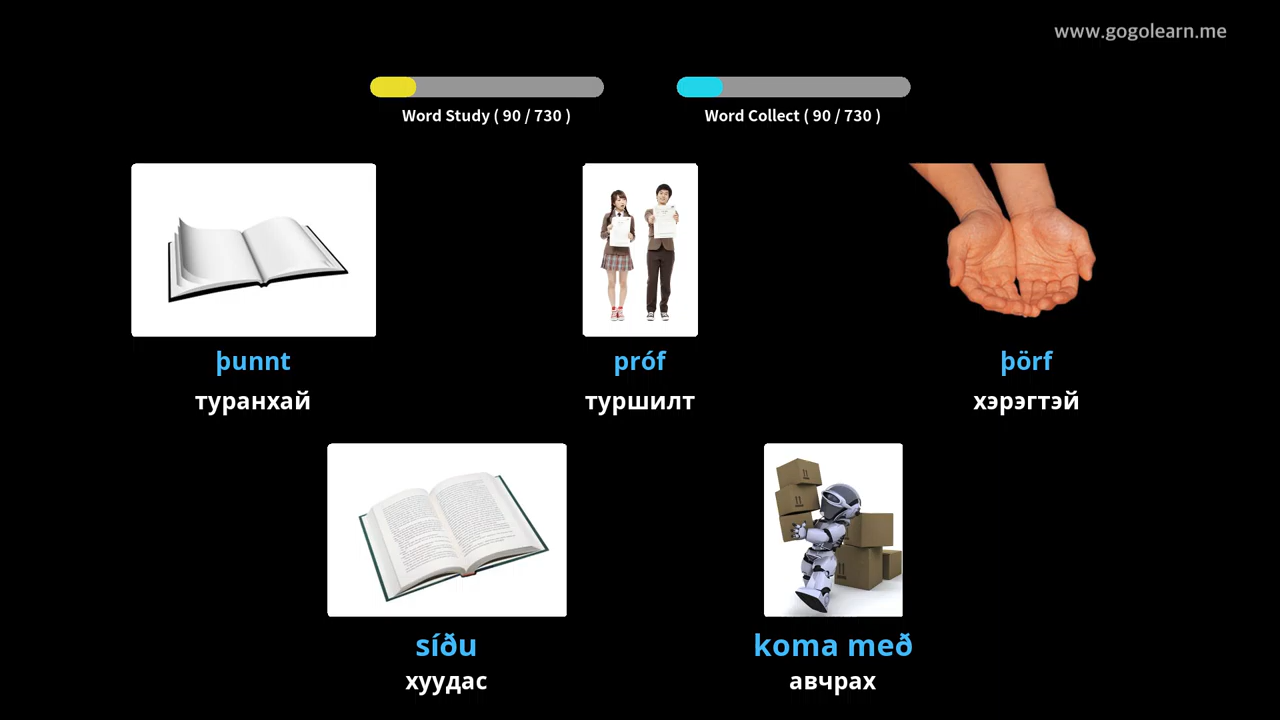 www.gogolearn.me
Word Study ( 90 / 730 )
Word Collect ( 90 / 730 )
þunnt
туранхай
próf
туршилт
þörf
хэрэгтэй
síðu
хуудас
koma með
авчрах